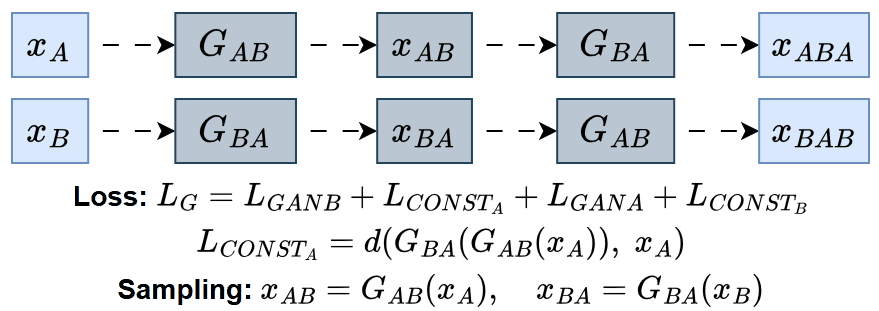 x_A G_{AB} x_{AB} G_{BA} x_{ABA}
x_B G_{BA} x_{BA} G_{AB} x_{BAB}
Loss: L_G = L_{GANB} + L_{CONST_A} + L_{GANA} + L_{CONST_B}
L_{CONST_A} = d(G_{BA}(G_{AB}(x_A)), x_A)
Sampling: x_{AB} = G_{AB}(x_A), x_{BA} = G_{BA}(x_B)